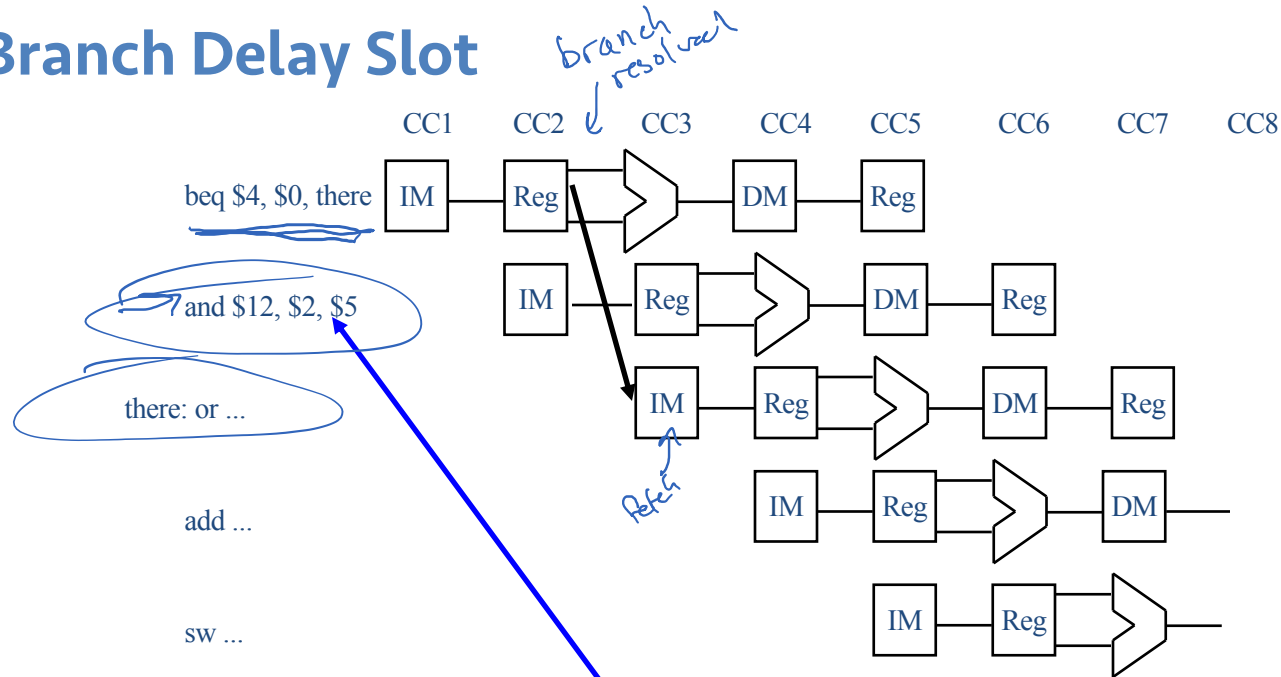 Branch Delay Slot
branch
resolved
CC1 CC2 CC3 CC4 CC5 CC6 CC7 CC8
beq $4, $0, there IM Reg DM Reg
and $12, $2, $5 IM Reg DM Reg
there: or ... IM Reg DM Reg
fetch
add ... IM Reg DM
sw ... IM Reg